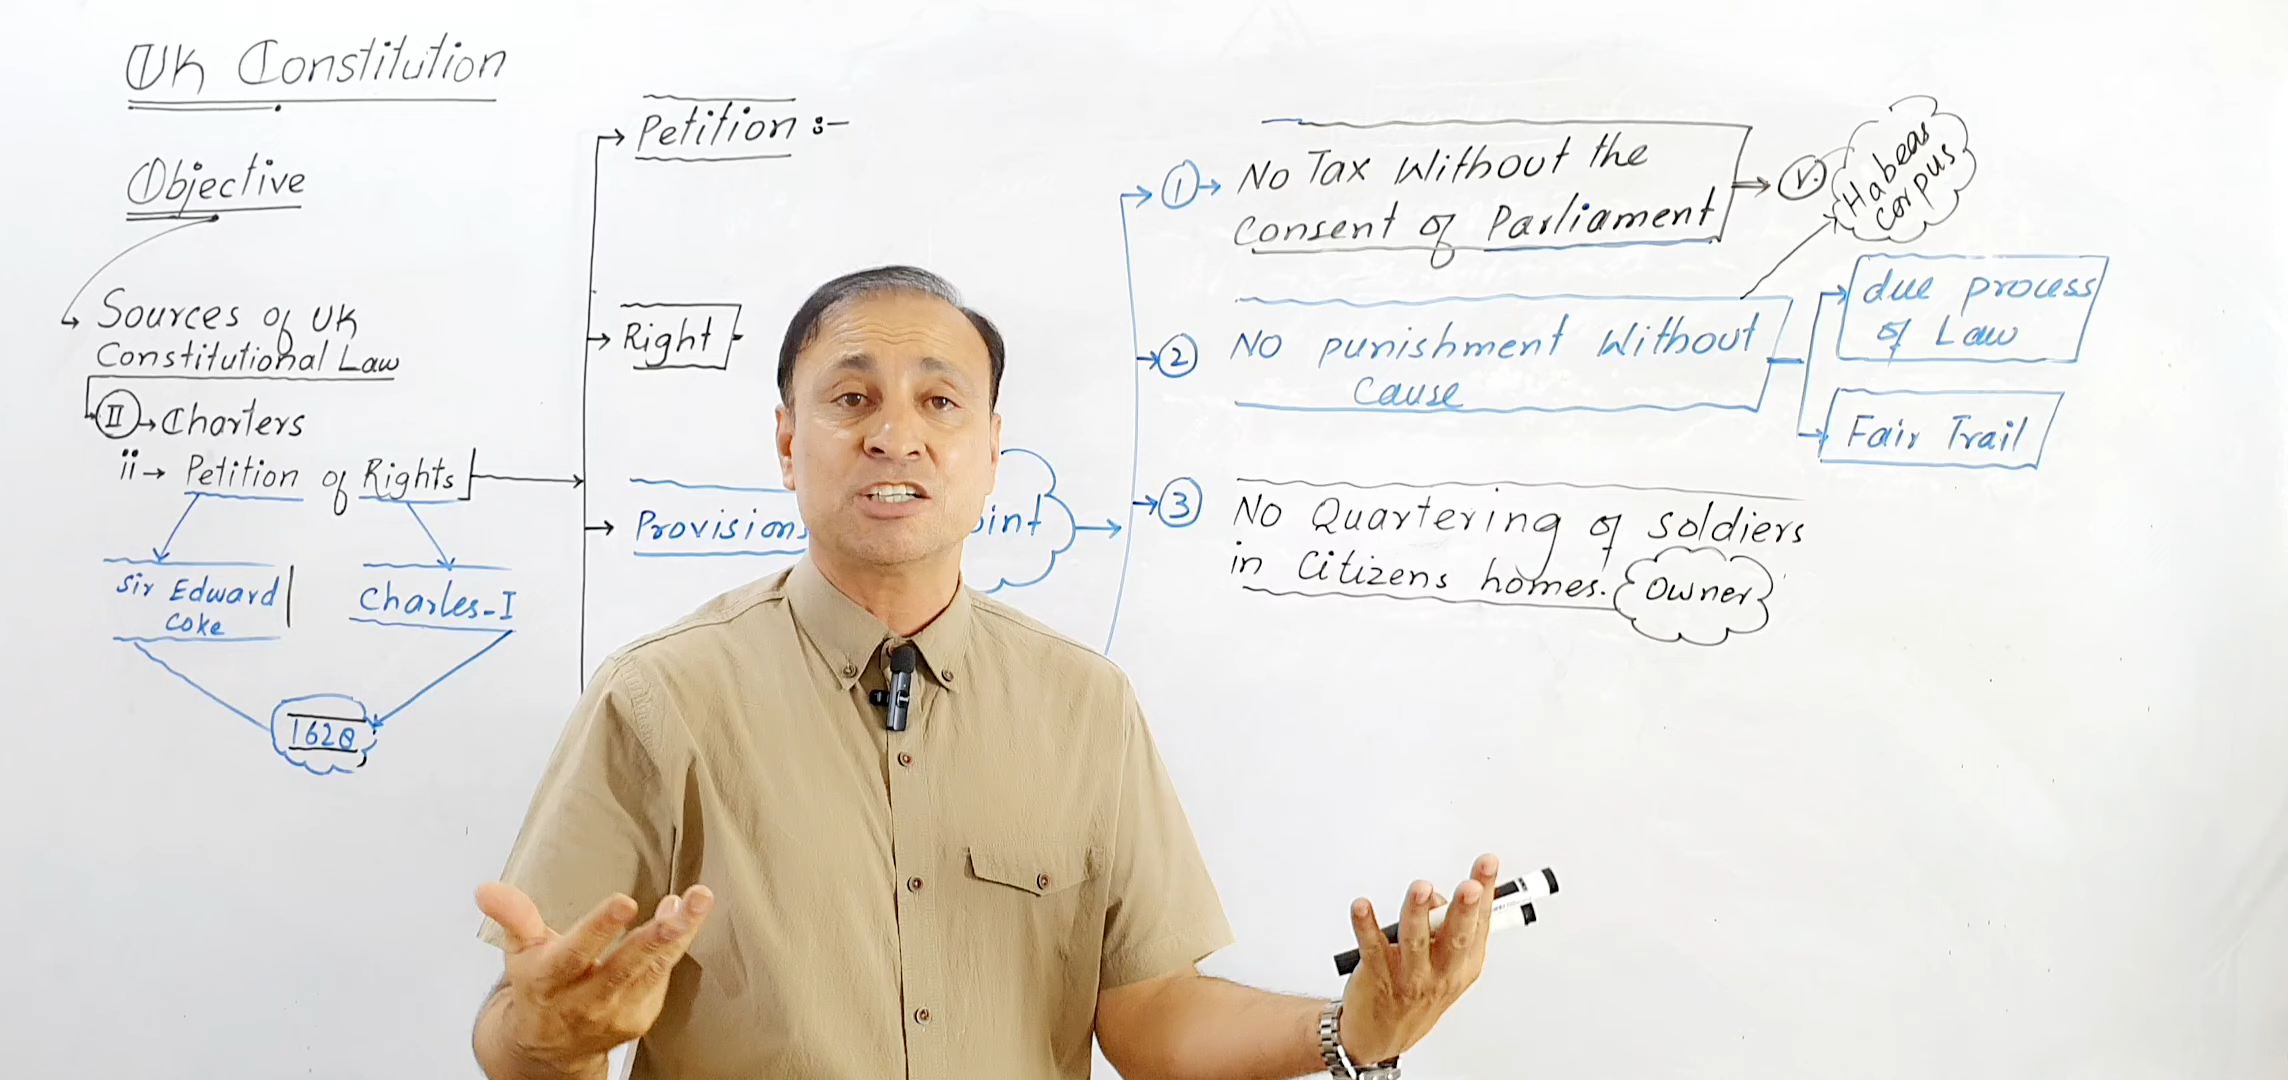 UK Constitution
Objective
Sources of UK
Constitutional Law
II → Charters
ii → Petition of Rights
Sir Edward
Coke
Charles-I
1628
Petition :-
Right
Provisions
① → No Tax Without the
Consent of Parliament
V.
Habeas
Corpus
② No punishment Without
Cause
due process
of Law
Fair Trail
③ No Quartering of Soldiers
in Citizens homes.
Owner